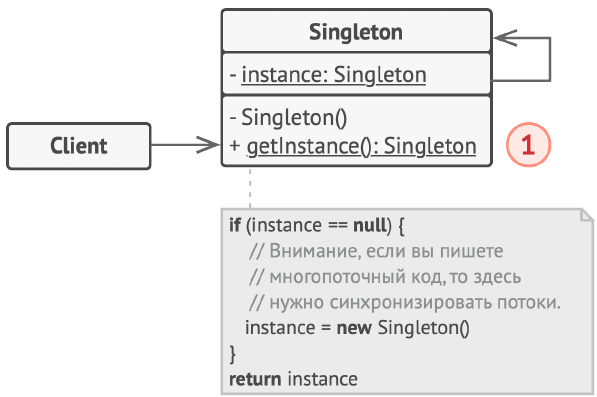 Singleton
- instance: Singleton
- Singleton()
+ getInstance(): Singleton
Client
1
if (instance == null) {
// Внимание, если вы пишете
// многопоточный код, то здесь
// нужно синхронизировать потоки.
instance = new Singleton()
}
return instance